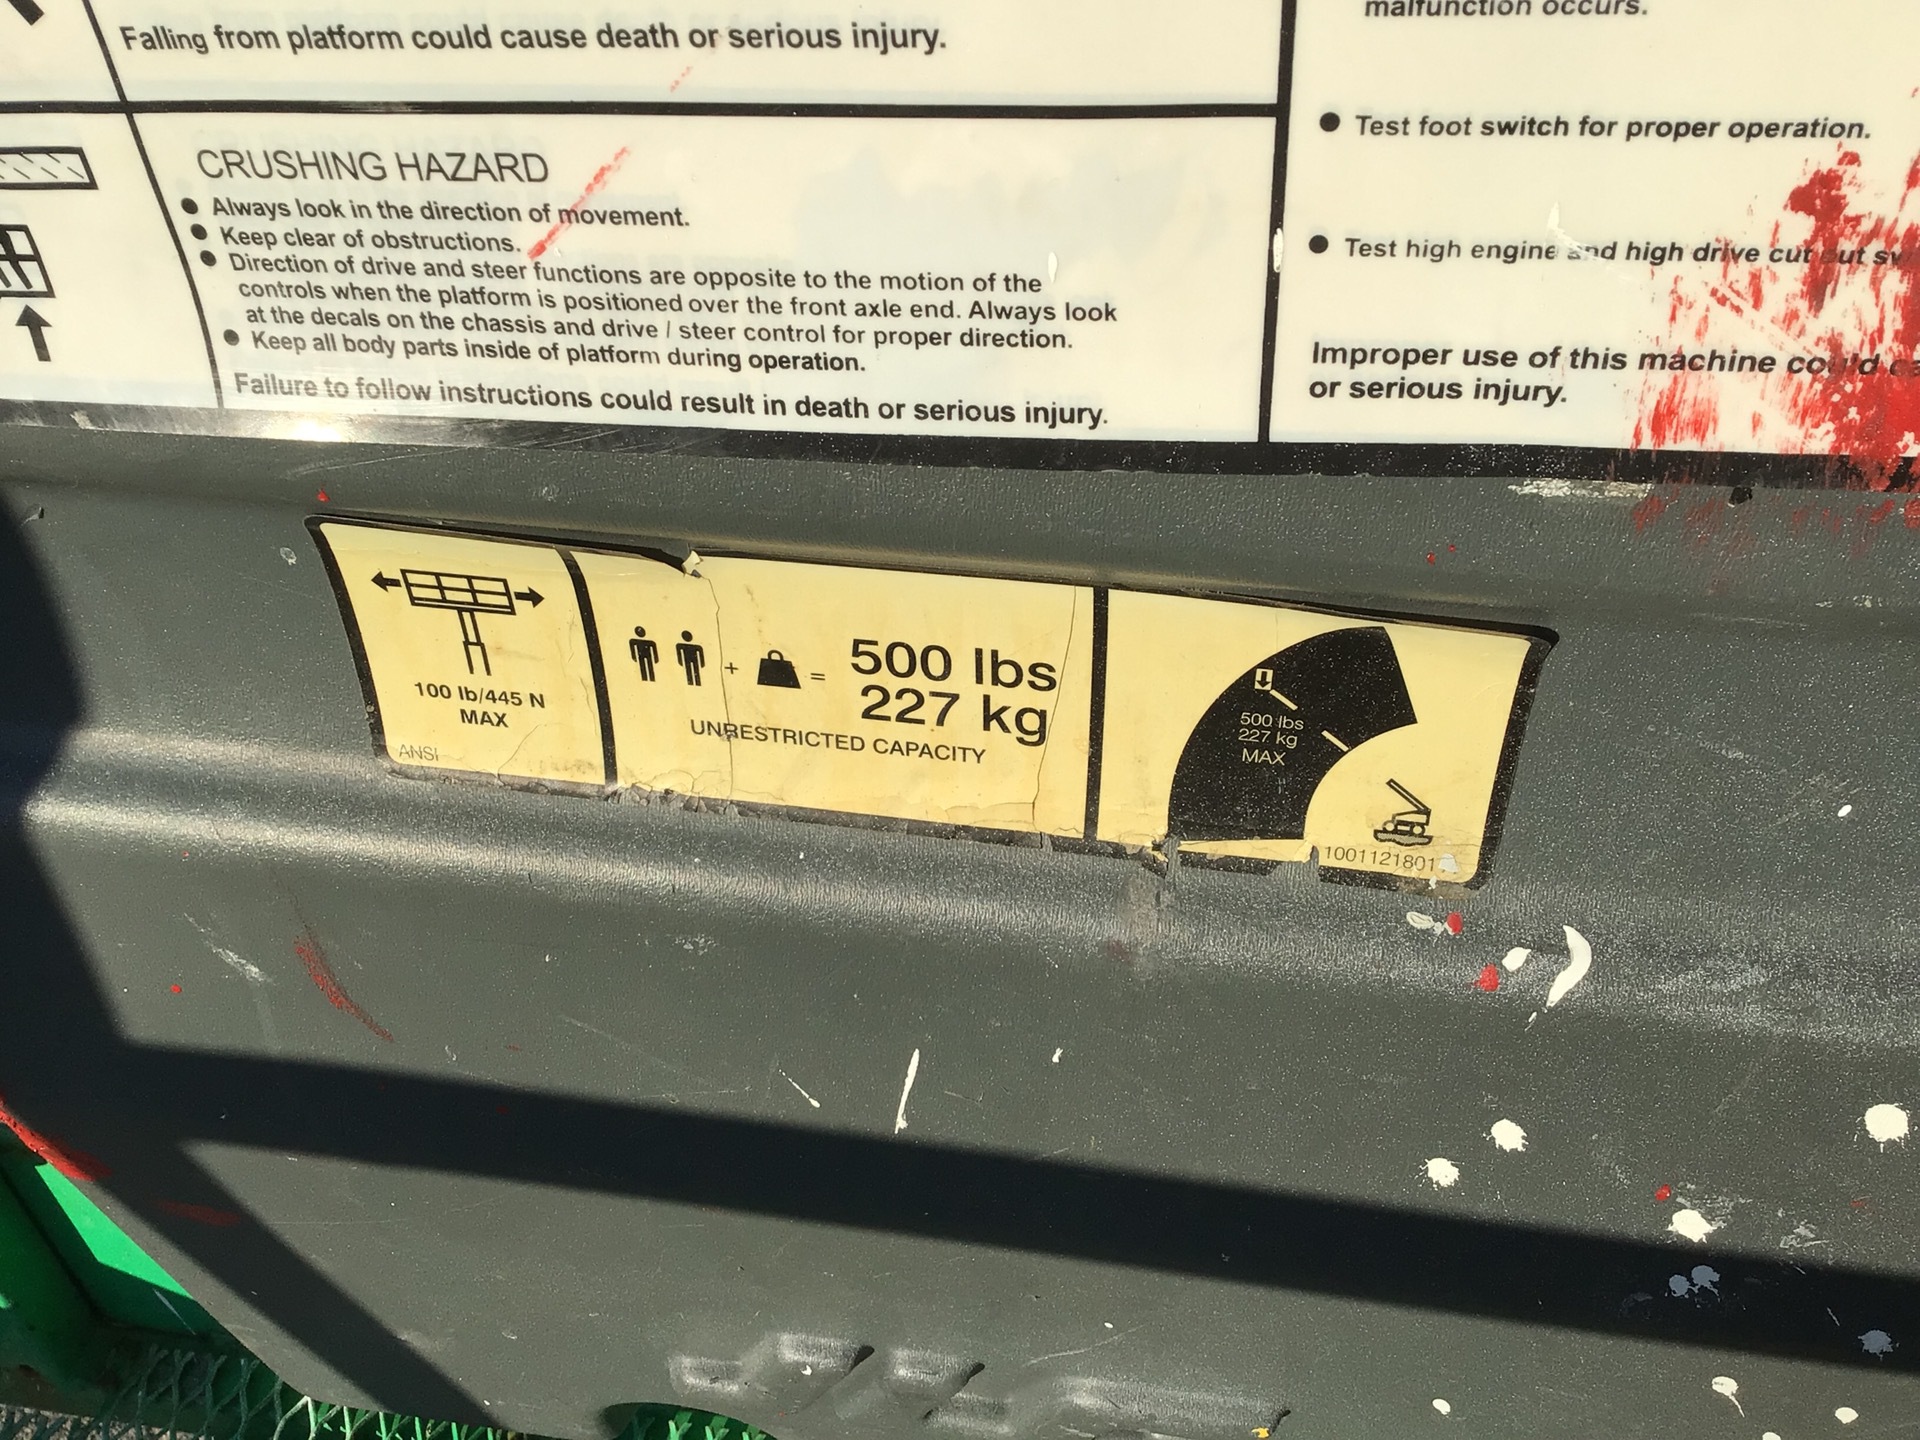 Falling from platform could cause death or serious injury.
CRUSHING HAZARD
● Always look in the direction of movement.
● Keep clear of obstructions.
● Direction of drive and steer functions are opposite to the motion of the
controls when the platform is positioned over the front axle end. Always look
at the decals on the chassis and drive / steer control for proper direction.
● Keep all body parts inside of platform during operation.
Failure to follow instructions could result in death or serious injury.
malfunction occurs.
● Test foot switch for proper operation.
● Test high engine and high drive cut out
Improper use of this machine could
or serious injury.
100 lb/445 N
MAX
ANSI
+ = 500 lbs
227 kg
UNRESTRICTED CAPACITY
500 lbs
227 kg
MAX
1001121801